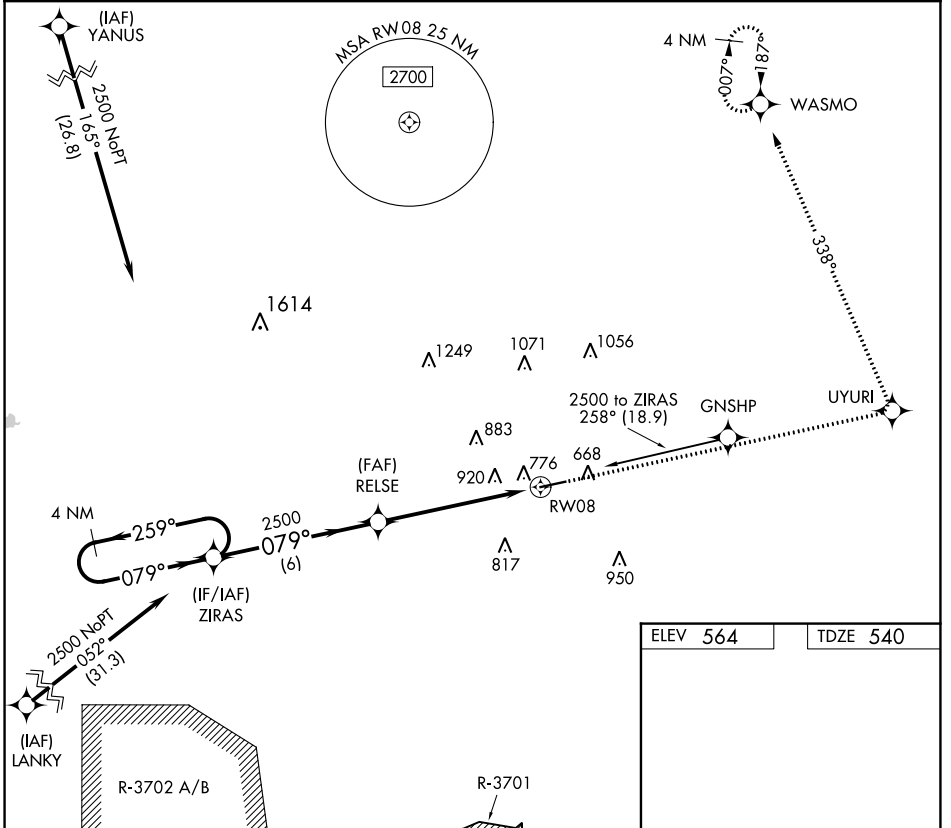 (IAF)
YANUS
2500 NoPT
165°
(26.8)
MSA RW08 25 NM
2700
4 NM
007°
187°
WASMO
338°
1614
1249
1071
1056
2500 to ZIRAS
258° (18.9)
GNSHP
UYURI
883
920
776
668
(FAF)
RELSE
RW08
4 NM
259°
079°
2500
079°
(6)
(IF/IAF)
ZIRAS
817
950
2500 NoPT
052°
(31.3)
(IAF)
LANKY
ELEV 564
TDZE 540
R-3702 A/B
R-3701